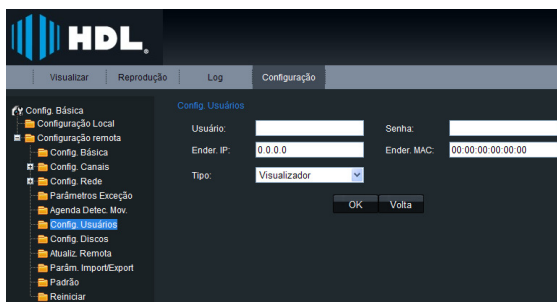 HDL®
Visualizar Reprodução Log Configuração
Config. Básica
Configuração Local
Configuração remota
Config. Básica
Config. Canais
Config. Rede
Parâmetros Exceção
Agenda Detec. Mov.
Config. Usuários
Config. Discos
Atualiz. Remota
Parâm. Import/Export
Padrão
Reiniciar
Config. Usuários
Usuário: Senha:
Ender. IP: 0.0.0.0 Ender. MAC: 00:00:00:00:00:00
Tipo: Visualizador
OK Volta